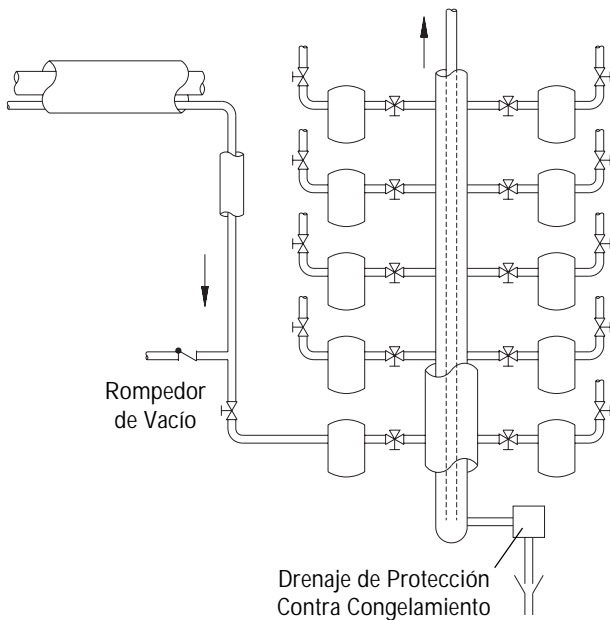 Rompedor
de Vacío
Drenaje de Protección
Contra Congelamiento